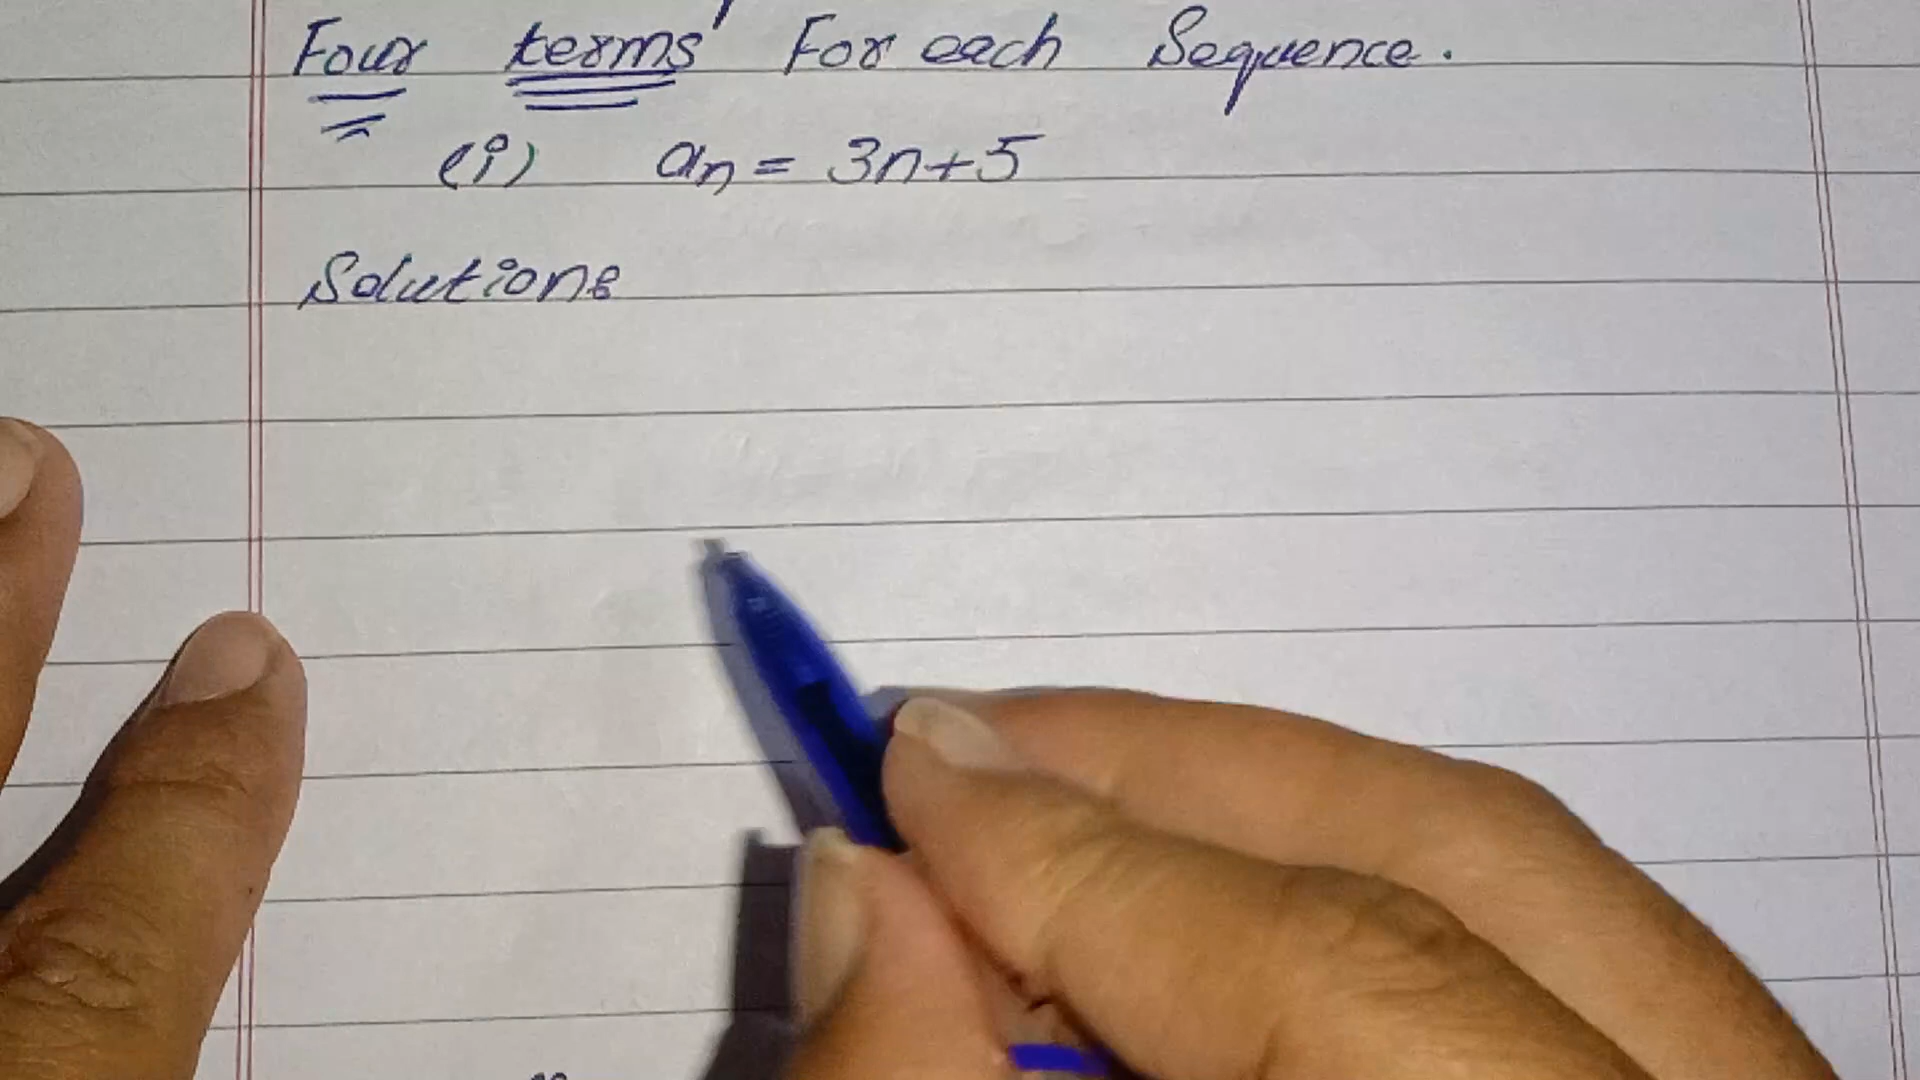 Four terms For each Sequence.
(i) an = 3n+5
Solutions